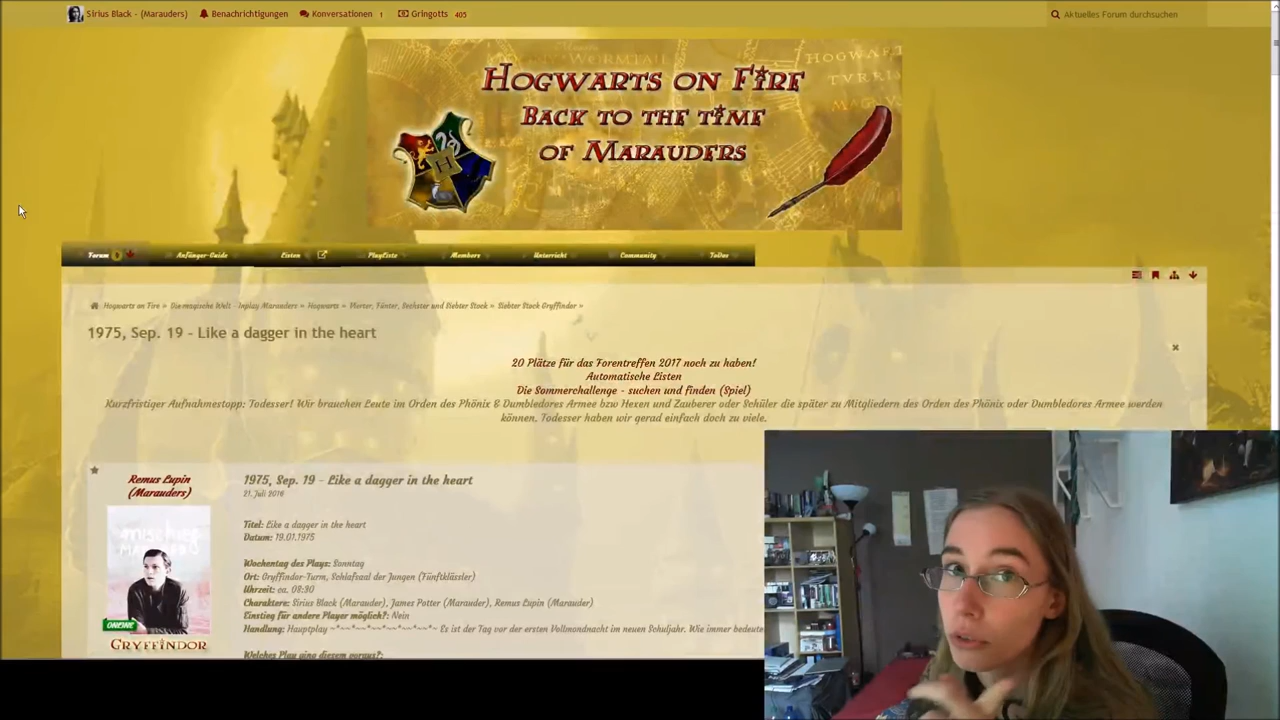 Sirius Black - (Marauders) Benachrichtigungen Konversationen 1 Gringotts 405 Aktuelles Forum durchsuchen
Hogwarts on Fire
Back to the time
of Marauders
Forum Anfänger-Guide Listen PlayListe Members Unterricht Community ToDos
Hogwarts on Fire » Die magische Welt - Inplay Marauders » Hogwarts » Vierter, Fünter, Sechster und Siebter Stock » Siebter Stock Gryffindor »
1975, Sep. 19 - Like a dagger in the heart
20 Plätze für das Forentreffen 2017 noch zu haben!
Automatische Listen
Die Sommerchallenge - suchen und finden (Spiel)
Kurzfristiger Aufnahmestopp: Todesser! Wir brauchen Leute im Orden des Phönix & Dumbledores Armee bzw Hexen und Zauberer oder Schüler die später zu Mitgliedern des Orden des Phönix oder Dumbledores Armee werden
können. Todesser haben wir gerad einfach doch zu viele.
Remus Lupin
(Marauders)
mischief
ONLINE
Gryffindor
1975, Sep. 19 - Like a dagger in the heart
21. Juli 2016
Titel: Like a dagger in the heart
Datum: 19.01.1975
Wochentag des Plays: Sonntag
Ort: Gryffindor-Turm, Schlafsaal der Jungen (Fünftklässler)
Uhrzeit: ca. 08:30
Charaktere: Sirius Black (Marauder), James Potter (Marauder), Remus Lupin (Marauder)
Einstieg für andere Player möglich?: Nein
Handlung: Hauptplay ~*~~*~*~~*~*~~*~*~ Es ist der Tag vor der ersten Vollmondnacht im neuen Schuljahr. Wie immer bedeute
Welches Play ging diesem voraus?: